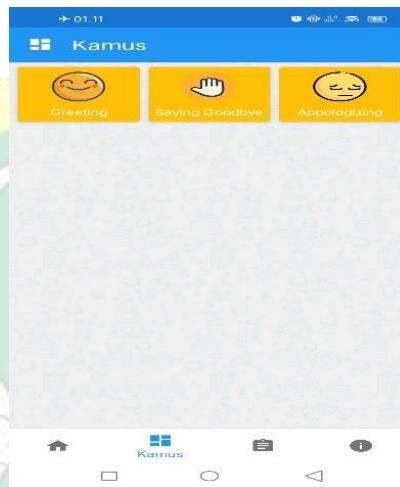 01.11
Kamus
Greeting
Saying Goodbye
Appologizing
Kamus